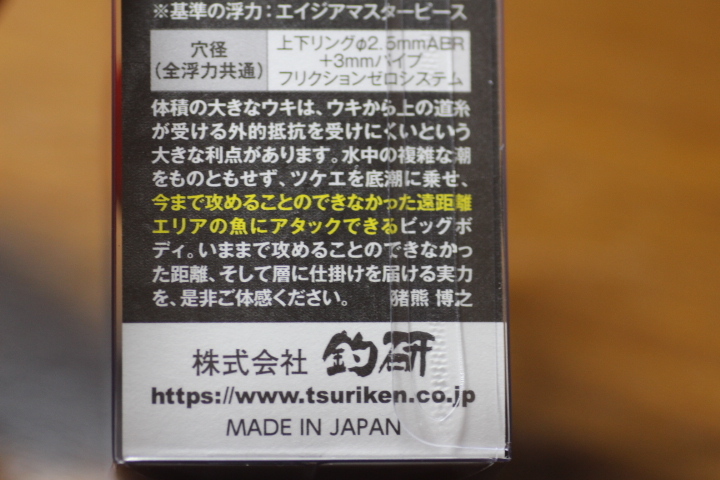 ※基準の浮力：エイジアマスターピース
穴径
（全浮力共通）
上下リングφ2.5mmABR
＋3mmパイプ
フリクションゼロシステム
体積の大きなウキは、ウキから上の道糸
が受ける外的抵抗を受けにくいという
大きな利点があります。水中の複雑な潮
をものともせず、ツケエを底潮に乗せ、
今まで攻めることのできなかった遠距離
エリアの魚にアタックできるビッグボ
ディ。いままで攻めることのできなかっ
た距離、そして層に仕掛けを届ける実力
を、是非ご体感ください。 猪熊 博之
株式会社 釣研
https://www.tsuriken.co.jp
MADE IN JAPAN